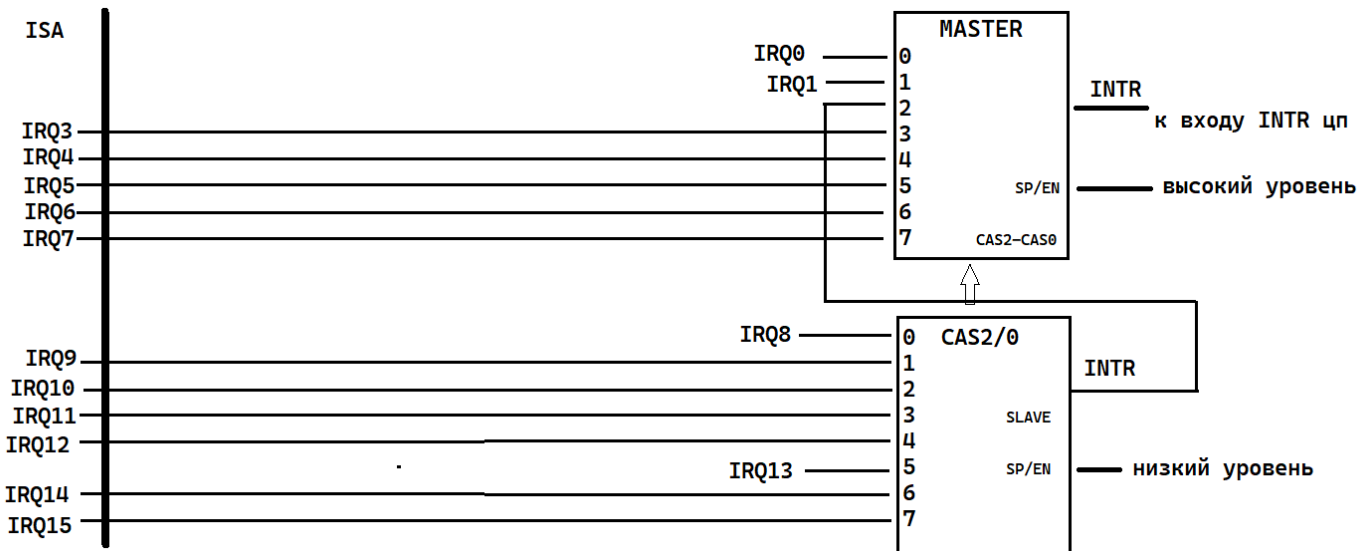 ISA
MASTER
IRQ0
0
IRQ1
1
INTR
2
к входу INTR цп
IRQ3
3
IRQ4
4
IRQ5
5
SP/EN
высокий уровень
IRQ6
6
IRQ7
7
CAS2-CAS0
IRQ8
0
CAS2/0
IRQ9
1
INTR
IRQ10
2
IRQ11
3
SLAVE
IRQ12
4
IRQ13
5
SP/EN
низкий уровень
IRQ14
6
IRQ15
7